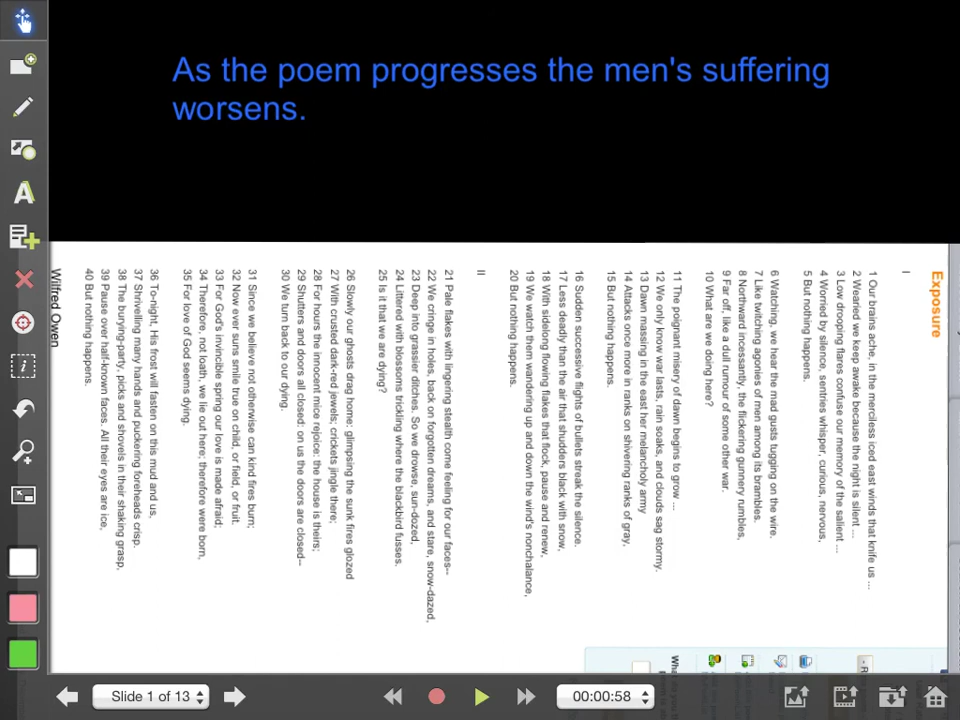 As the poem progresses the men's suffering
worsens.
Exposure
I
1 Our brains ache, in the merciless iced east winds that knife us ...
2 Wearied we keep awake because the night is silent ...
3 Low drooping flares confuse our memory of the salient ...
4 Worried by silence, sentries whisper, curious, nervous,
5 But nothing happens.
6 Watching, we hear the mad gusts tugging on the wire.
7 Like twitching agonies of men among its brambles.
8 Northward incessantly, the flickering gunnery rumbles,
9 Far off, like a dull rumour of some other war.
10 What are we doing here?
11 The poignant misery of dawn begins to grow ...
12 We only know war lasts, rain soaks, and clouds sag stormy.
13 Dawn massing in the east her melancholy army
14 Attacks once more in ranks on shivering ranks of gray,
15 But nothing happens.
16 Sudden successive flights of bullets streak the silence.
17 Less deadly than the air that shudders black with snow,
18 With sidelong flowing flakes that flock, pause and renew,
19 We watch them wandering up and down the wind's nonchalance,
20 But nothing happens.
II
21 Pale flakes with lingering stealth come feeling for our faces--
22 We cringe in holes, back on forgotten dreams, and stare, snow-dazed,
23 Deep into grassier ditches. So we drowse, sun-dozed,
24 Littered with blossoms trickling where the blackbird fusses.
25 Is it that we are dying?
26 Slowly our ghosts drag home: glimpsing the sunk fires glozed
27 With crusted dark-red jewels; crickets jingle there;
28 For hours the innocent mice rejoice: the house is theirs;
29 Shutters and doors all closed: on us the doors are closed--
30 We turn back to our dying.
31 Since we believe not otherwise can kind fires burn;
32 Now ever suns smile true on child, or field, or fruit.
33 For God's invincible spring our love is made afraid;
34 Therefore, not loath, we lie out here; therefore were born,
35 For love of God seems dying.
36 To-night, His frost will fasten on this mud and us,
37 Shrivelling many hands and puckering foreheads crisp.
38 The burying-party, picks and shovels in their shaking grasp,
39 Pause over half-known faces. All their eyes are ice,
40 But nothing happens.
Wilfred Owen
A
i
Slide 1 of 13
00:00:58